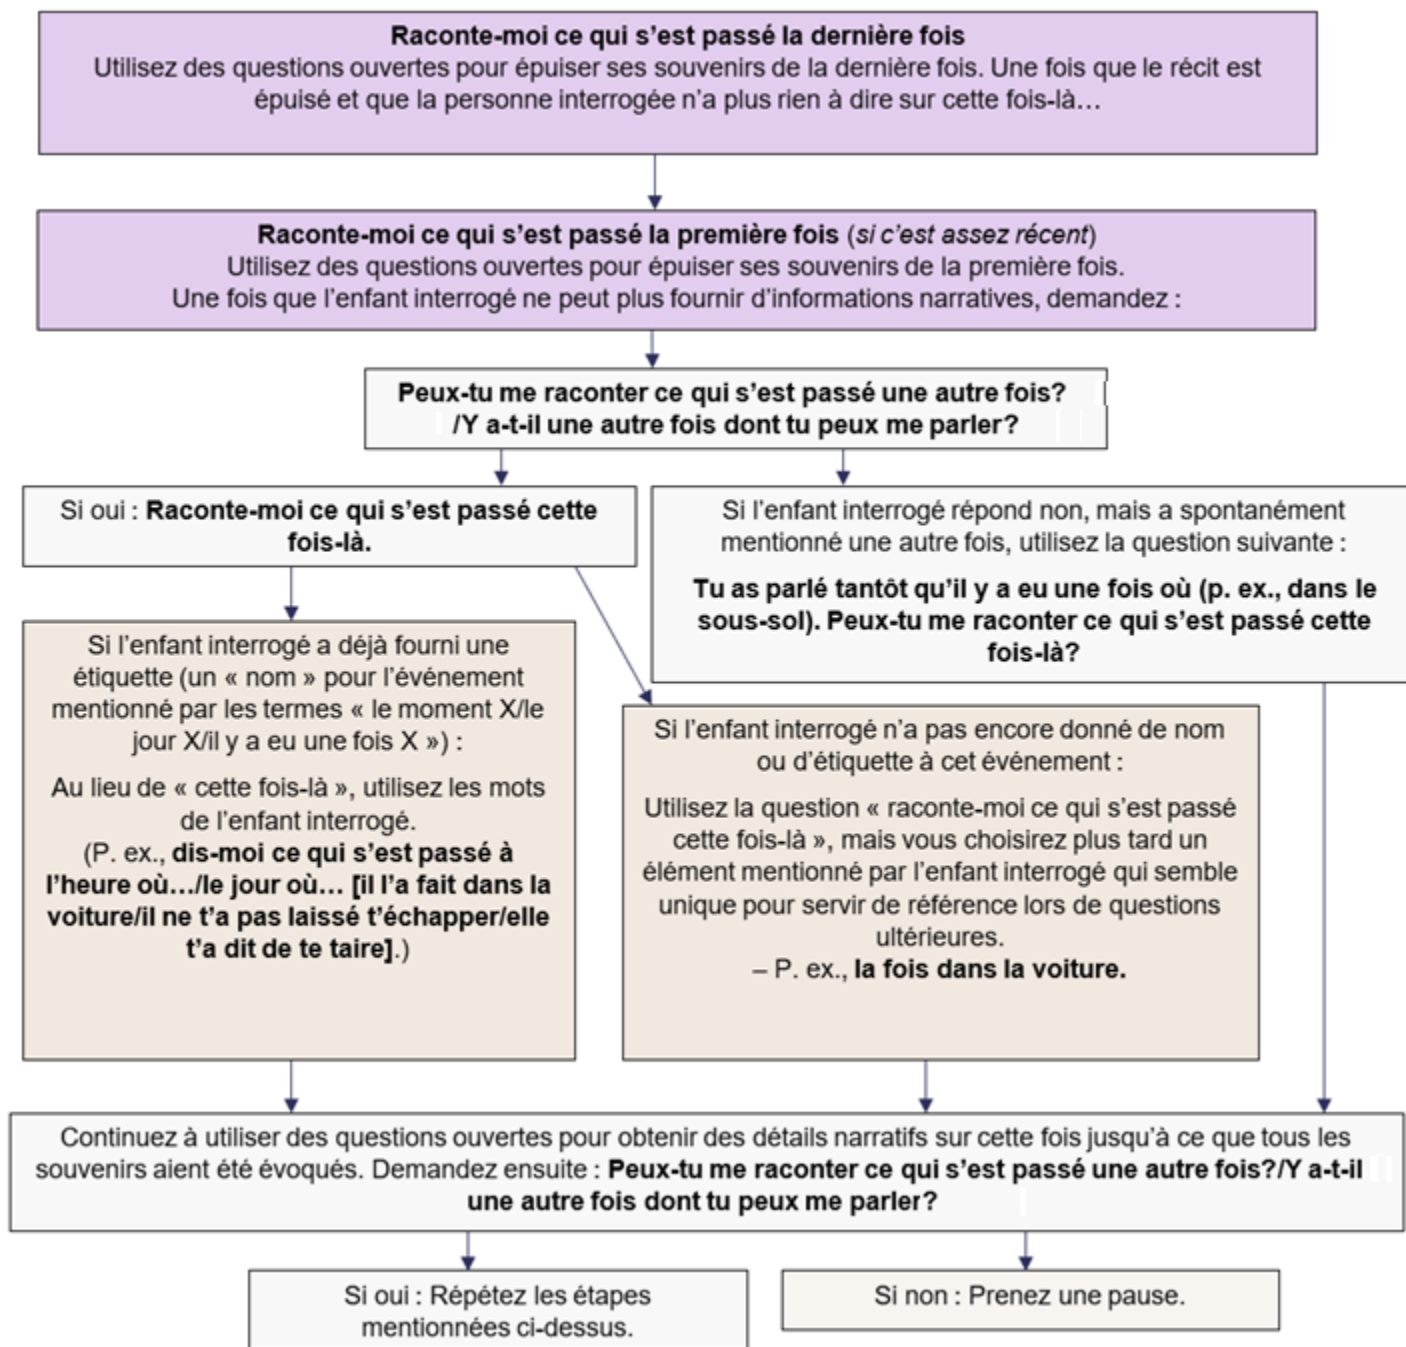 Raconte-moi ce qui s’est passé la dernière fois
Utilisez des questions ouvertes pour épuiser ses souvenirs de la dernière fois. Une fois que le récit est
épuisé et que la personne interrogée n’a plus rien à dire sur cette fois-là…
Raconte-moi ce qui s’est passé la première fois (si c’est assez récent)
Utilisez des questions ouvertes pour épuiser ses souvenirs de la première fois.
Une fois que l’enfant interrogé ne peut plus fournir d’informations narratives, demandez :
Peux-tu me raconter ce qui s’est passé une autre fois?
/Y a-t-il une autre fois dont tu peux me parler?
Si oui : Raconte-moi ce qui s’est passé cette
fois-là.
Si l’enfant interrogé répond non, mais a spontanément
mentionné une autre fois, utilisez la question suivante :
Tu as parlé tantôt qu’il y a eu une fois où (p. ex., dans le
sous-sol). Peux-tu me raconter ce qui s’est passé cette
fois-là?
Si l’enfant interrogé a déjà fourni une
étiquette (un « nom » pour l’événement
mentionné par les termes « le moment X/le
jour X/il y a eu une fois X ») :
Au lieu de « cette fois-là », utilisez les mots
de l’enfant interrogé.
(P. ex., dis-moi ce qui s’est passé à
l’heure où…/le jour où… [il l’a fait dans la
voiture/il ne t’a pas laissé t’échapper/elle
t’a dit de te taire].)
Si l’enfant interrogé n’a pas encore donné de nom
ou d’étiquette à cet événement :
Utilisez la question « raconte-moi ce qui s’est passé
cette fois-là », mais vous choisirez plus tard un
élément mentionné par l’enfant interrogé qui semble
unique pour servir de référence lors de questions
ultérieures.
– P. ex., la fois dans la voiture.
Continuez à utiliser des questions ouvertes pour obtenir des détails narratifs sur cette fois jusqu’à ce que tous les
souvenirs aient été évoqués. Demandez ensuite : Peux-tu me raconter ce qui s’est passé une autre fois?/Y a-t-il
une autre fois dont tu peux me parler?
Si oui : Répétez les étapes
mentionnées ci-dessus.
Si non : Prenez une pause.